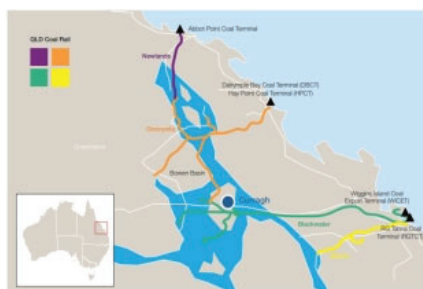 Abbot Point Coal Terminal
QLD Coal Rail
Newlands
Dalrymple Bay Coal Terminal (DBCT)
Hay Point Coal Terminal (HPCT)
Goonyella
Queensland
Bowen Basin
Curragh
Wiggins Island Coal
Export Terminal (WICET)
Blackwater
RG Tanna Coal
Terminal (RGTCT)